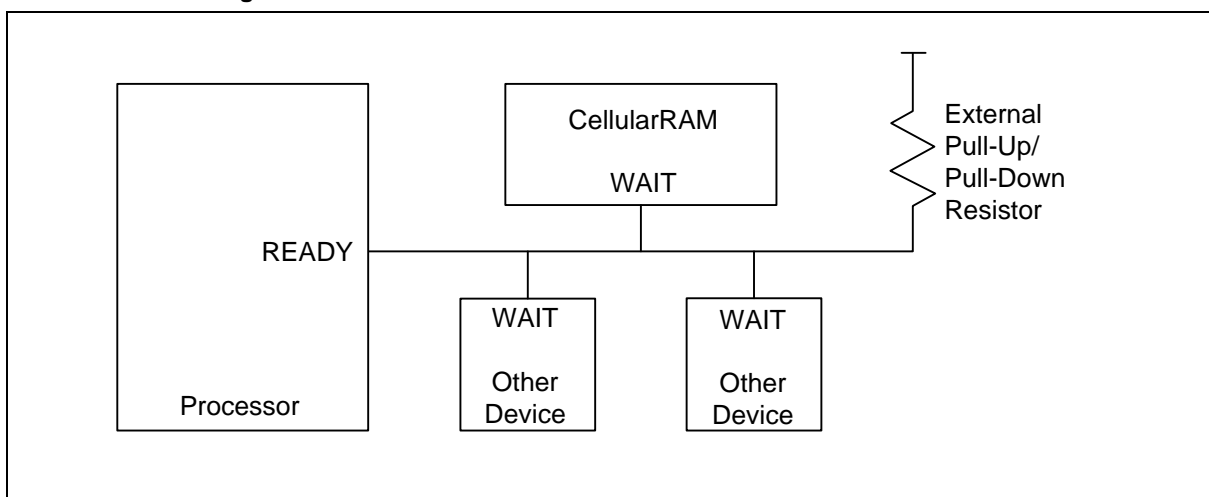 CellularRAM
WAIT
External
Pull-Up/
Pull-Down
Resistor
READY
WAIT
Other
Device
WAIT
Other
Device
Processor